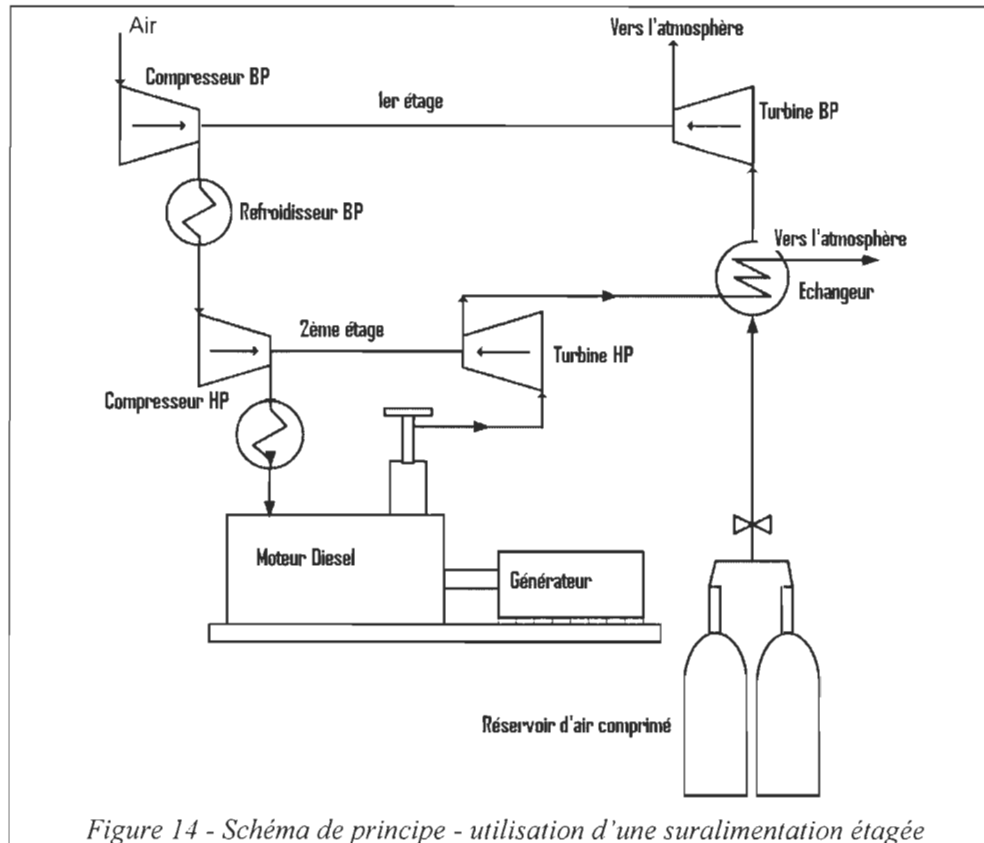 Air
Vers l'atmosphère
Compresseur BP
1er étage
Turbine BP
Refroidisseur BP
Vers l'atmosphère
Echangeur
2ème étage
Turbine HP
Compresseur HP
Moteur Diesel
Générateur
Réservoir d'air comprimé
Figure 14 - Schéma de principe - utilisation d'une suralimentation étagée